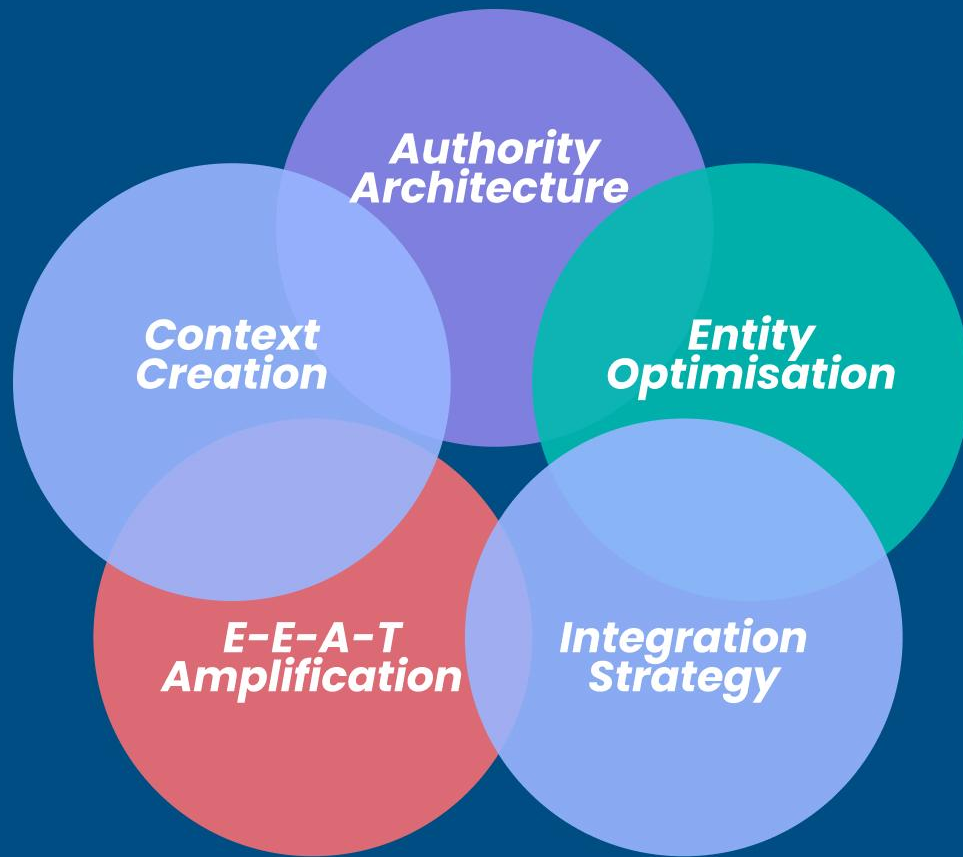 Authority
Architecture
Context
Creation
Entity
Optimisation
E-E-A-T
Amplification
Integration
Strategy